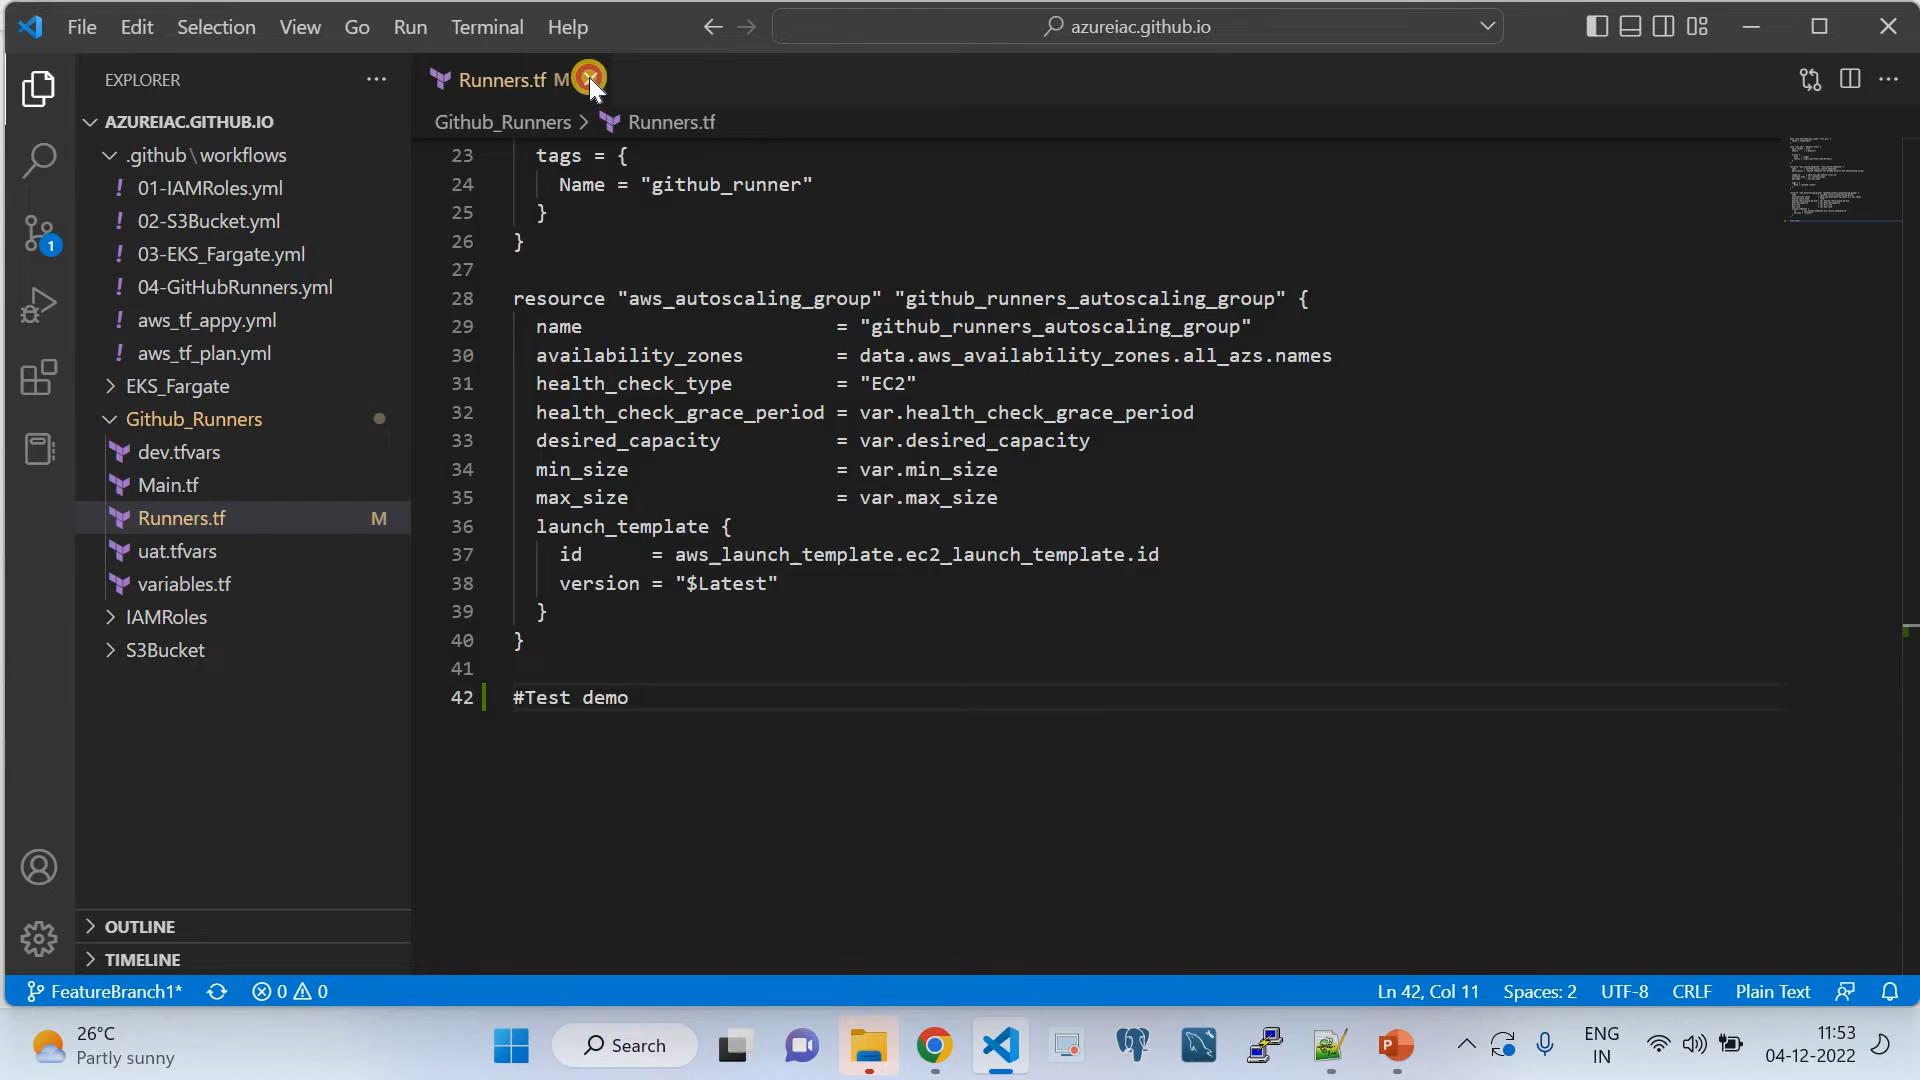 File Edit Selection View Go Run Terminal Help
azureiac.github.io
EXPLORER
Runners.tf M
Github_Runners > Runners.tf
AZUREIAC.GITHUB.IO
.github\workflows
! 01-IAMRoles.yml
! 02-S3Bucket.yml
! 03-EKS_Fargate.yml
! 04-GitHubRunners.yml
! aws_tf_appy.yml
! aws_tf_plan.yml
EKS_Fargate
Github_Runners
dev.tfvars
Main.tf
Runners.tf M
uat.tfvars
variables.tf
IAMRoles
S3Bucket
OUTLINE
TIMELINE
1
23 tags = {
24 Name = "github_runner"
25 }
26 }
27
28 resource "aws_autoscaling_group" "github_runners_autoscaling_group" {
29 name = "github_runners_autoscaling_group"
30 availability_zones = data.aws_availability_zones.all_azs.names
31 health_check_type = "EC2"
32 health_check_grace_period = var.health_check_grace_period
33 desired_capacity = var.desired_capacity
34 min_size = var.min_size
35 max_size = var.max_size
36 launch_template {
37 id = aws_launch_template.ec2_launch_template.id
38 version = "$Latest"
39 }
40 }
41
42 #Test demo
FeatureBranch1* 0 0 Ln 42, Col 11 Spaces: 2 UTF-8 CRLF Plain Text
26°C
Partly sunny
Search
P
ENG
IN
11:53
04-12-2022